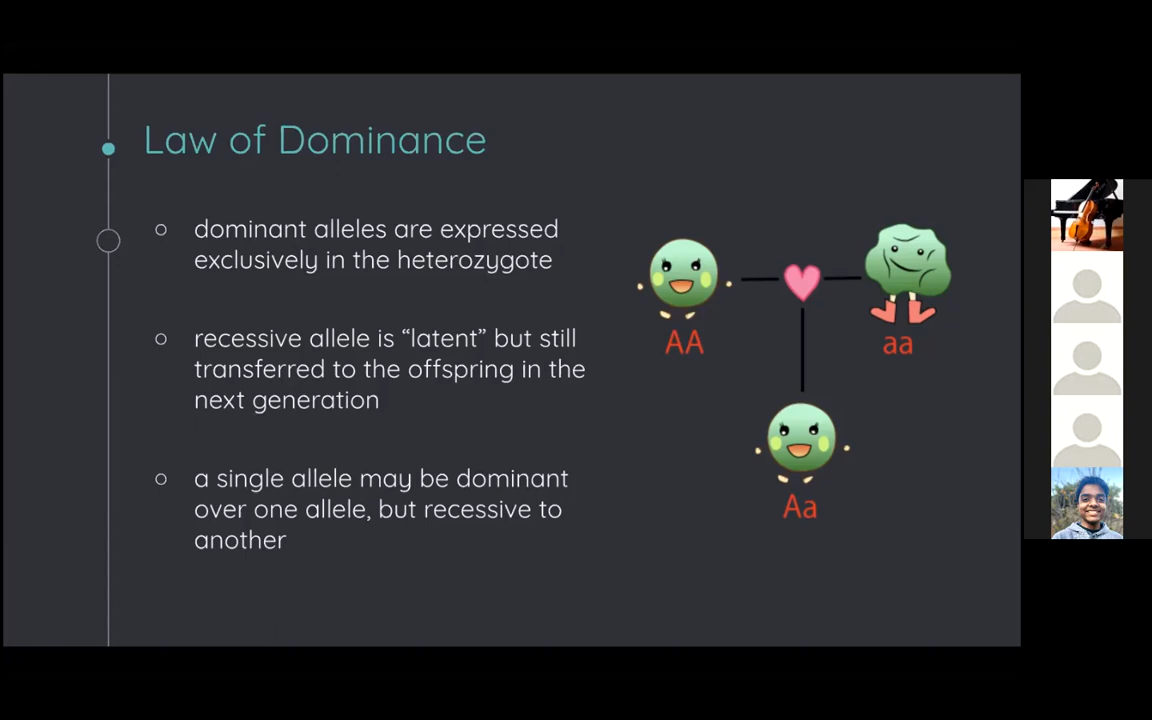 Law of Dominance
dominant alleles are expressed
exclusively in the heterozygote
recessive allele is “latent” but still
transferred to the offspring in the
next generation
a single allele may be dominant
over one allele, but recessive to
another
AA
aa
Aa